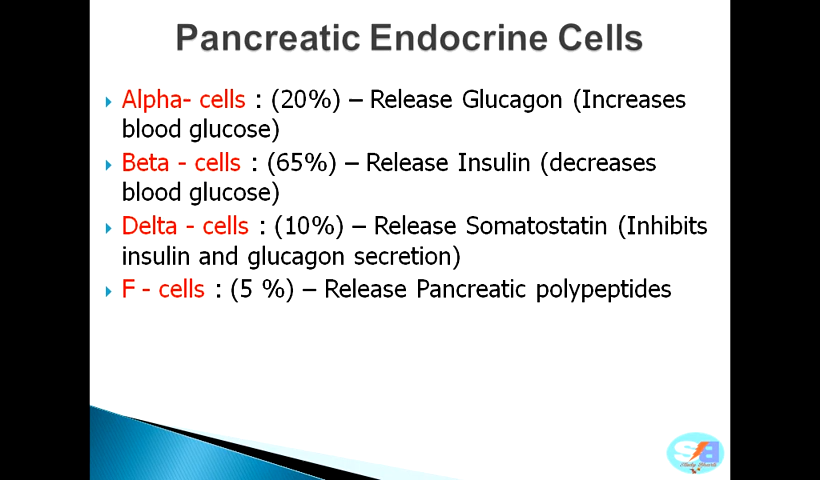 Pancreatic Endocrine Cells
Alpha- cells : (20%) – Release Glucagon (Increases
blood glucose)
Beta - cells : (65%) – Release Insulin (decreases
blood glucose)
Delta - cells : (10%) – Release Somatostatin (Inhibits
insulin and glucagon secretion)
F - cells : (5 %) – Release Pancreatic polypeptides